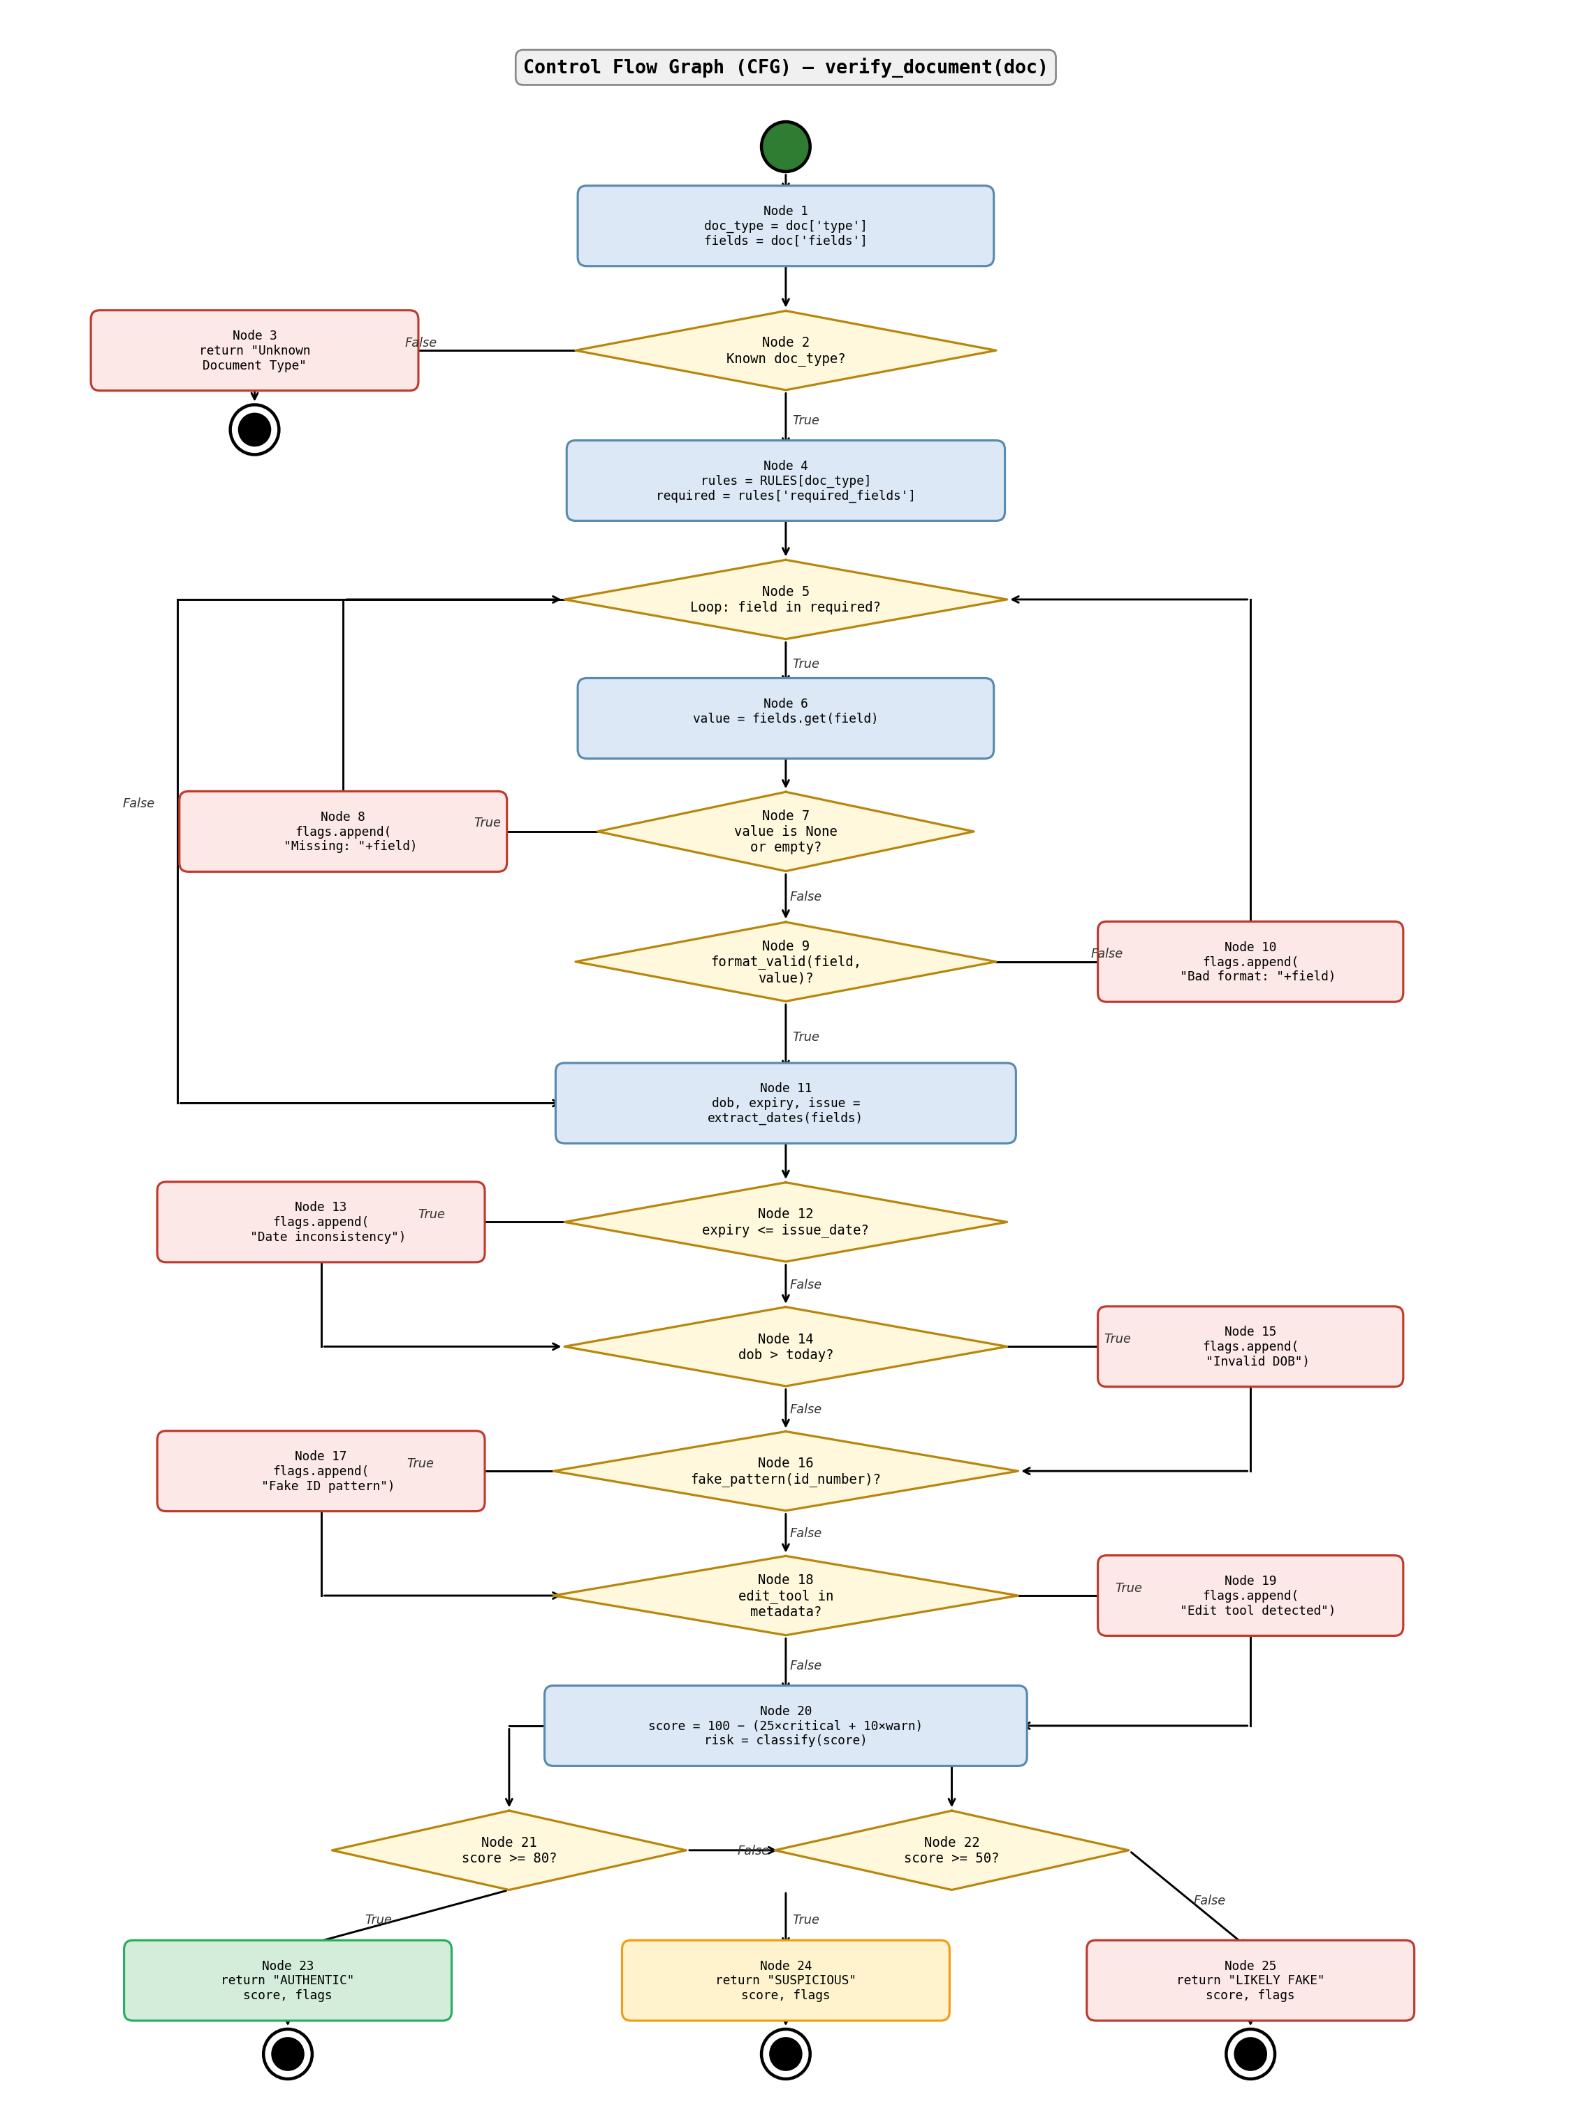 Control Flow Graph (CFG) — verify_document(doc)
Node 1
doc_type = doc['type']
fields = doc['fields']
Node 3
return "Unknown
Document Type"
False
Node 2
Known doc_type?
True
Node 4
rules = RULES[doc_type]
required = rules['required_fields']
Node 5
Loop: field in required?
True
Node 6
value = fields.get(field)
False
Node 8
flags.append(
"Missing: "+field)
True
Node 7
value is None
or empty?
False
Node 9
format_valid(field,
value)?
False
Node 10
flags.append(
"Bad format: "+field)
True
Node 11
dob, expiry, issue =
extract_dates(fields)
Node 13
flags.append(
"Date inconsistency")
True
Node 12
expiry <= issue_date?
False
Node 14
dob > today?
True
Node 15
flags.append(
"Invalid DOB")
False
Node 17
flags.append(
"Fake ID pattern")
True
Node 16
fake_pattern(id_number)?
False
Node 18
edit_tool in
metadata?
True
Node 19
flags.append(
"Edit tool detected")
False
Node 20
score = 100 − (25×critical + 10×warn)
risk = classify(score)
Node 21
score >= 80?
False
Node 22
score >= 50?
True
True
False
Node 23
return "AUTHENTIC"
score, flags
Node 24
return "SUSPICIOUS"
score, flags
Node 25
return "LIKELY FAKE"
score, flags